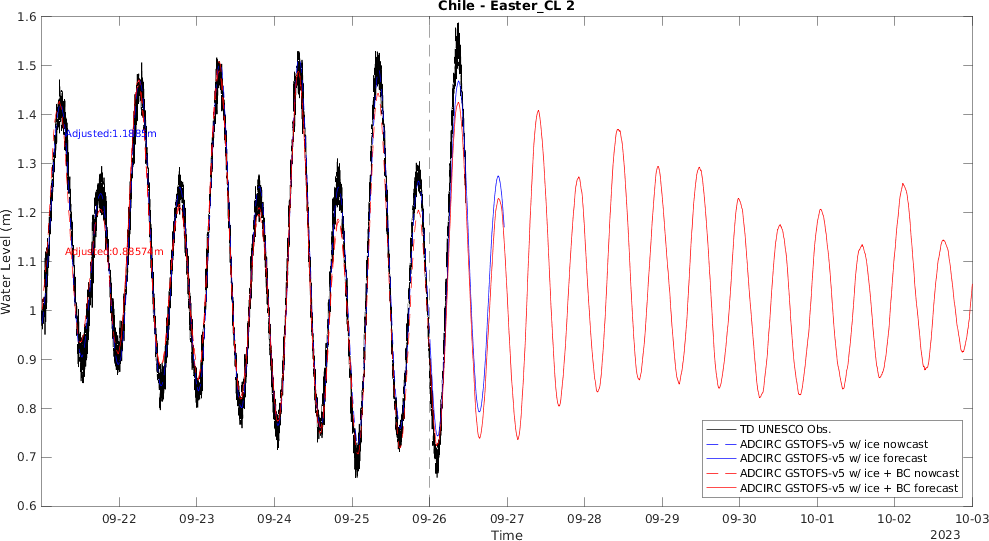 Chile - Easter_CL 2
1.6
1.5
1.4
1.3
1.2
1.1
1
0.9
0.8
0.7
0.6
Water Level (m)
Adjusted:1.1885m
Adjusted:0.83574m
TD UNESCO Obs.
ADCIRC GSTOFS-v5 w/ ice nowcast
ADCIRC GSTOFS-v5 w/ ice forecast
ADCIRC GSTOFS-v5 w/ ice + BC nowcast
ADCIRC GSTOFS-v5 w/ ice + BC forecast
09-22 09-23 09-24 09-25 09-26 09-27 09-28 09-29 09-30 10-01 10-02 10-03
2023
Time